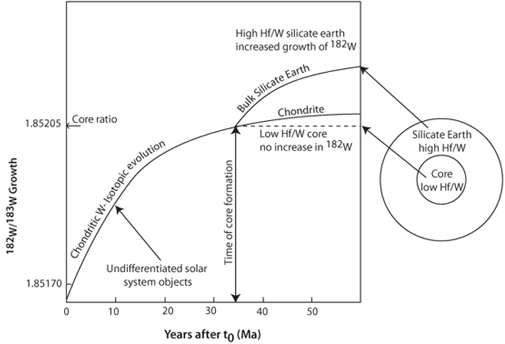 High Hf/W silicate earth
increased growth of 182W
Bulk Silicate Earth
Chondrite
1.85205
Core ratio
Low Hf/W core
no increase in 182W
Silicate Earth
high Hf/W
Core
low Hf/W
Chondritic W- Isotopic evolution
Time of core formation
182W/183W Growth
Undifferentiated solar
system objects
1.85170
0 10 20 30 40 50
Years after t0 (Ma)